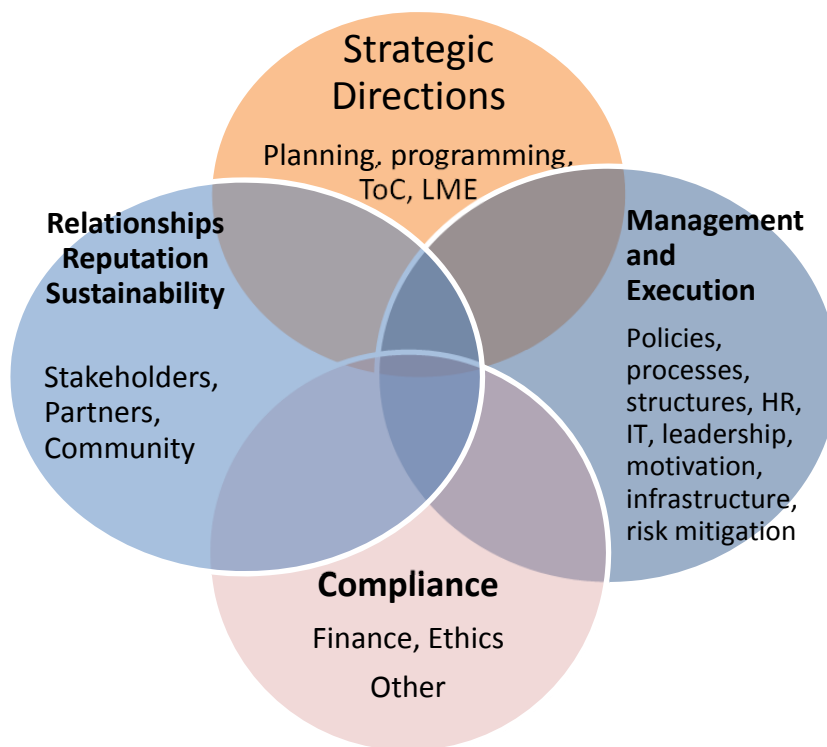 Strategic
Directions
Planning, programming,
ToC, LME
Relationships
Reputation
Sustainability
Stakeholders,
Partners,
Community
Management
and
Execution
Policies,
processes,
structures, HR,
IT, leadership,
motivation,
infrastructure,
risk mitigation
Compliance
Finance, Ethics
Other